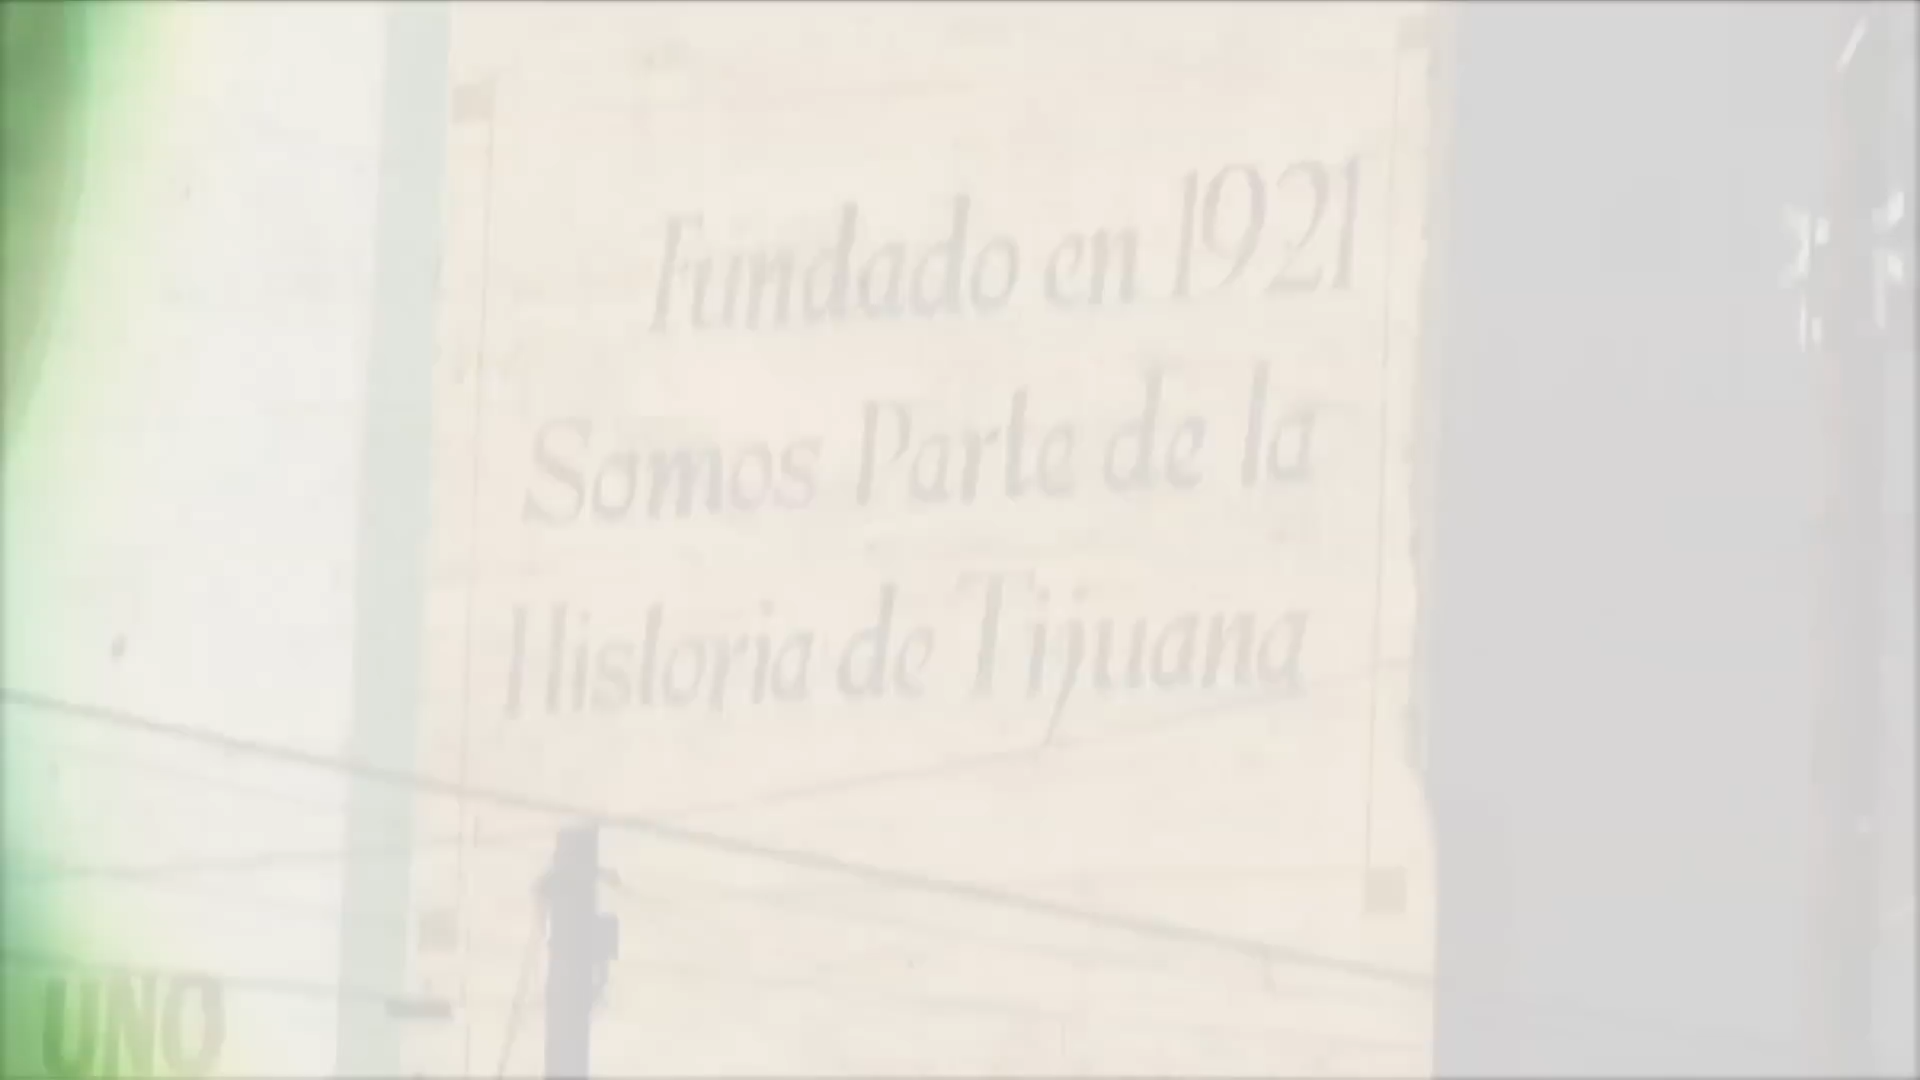 Fundado en 1921
Somos Parte de la
Historia de Tijuana
UNO